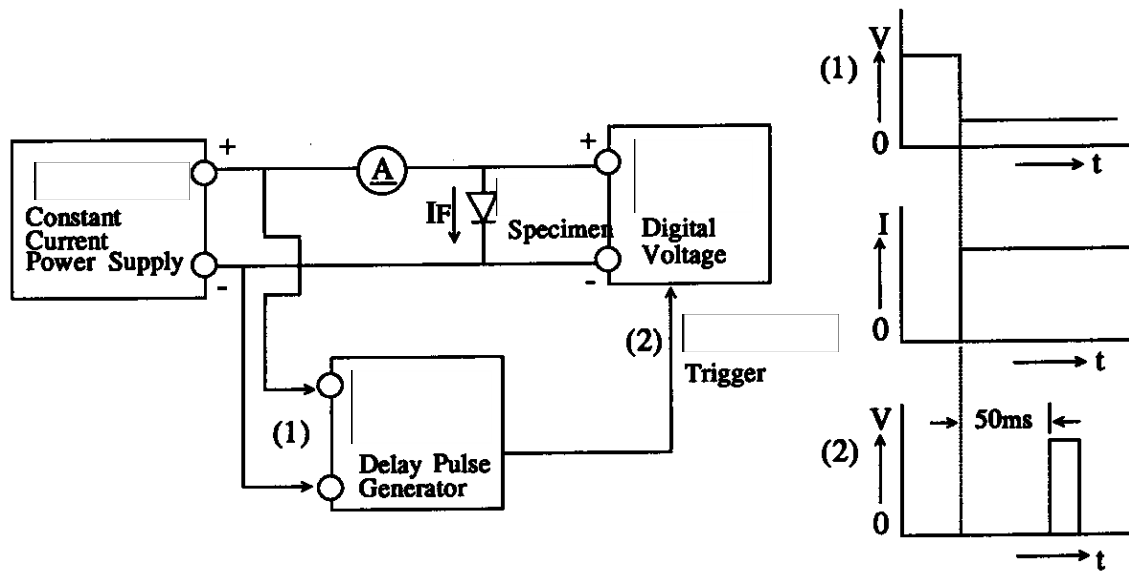 +
A
+
IF
Specimen
Constant
Current
Power Supply
-
Digital
Voltage
-
(1)
(2)
Trigger
Delay Pulse
Generator
(1)
V
0
t
I
0
t
(2)
V
50ms
0
t